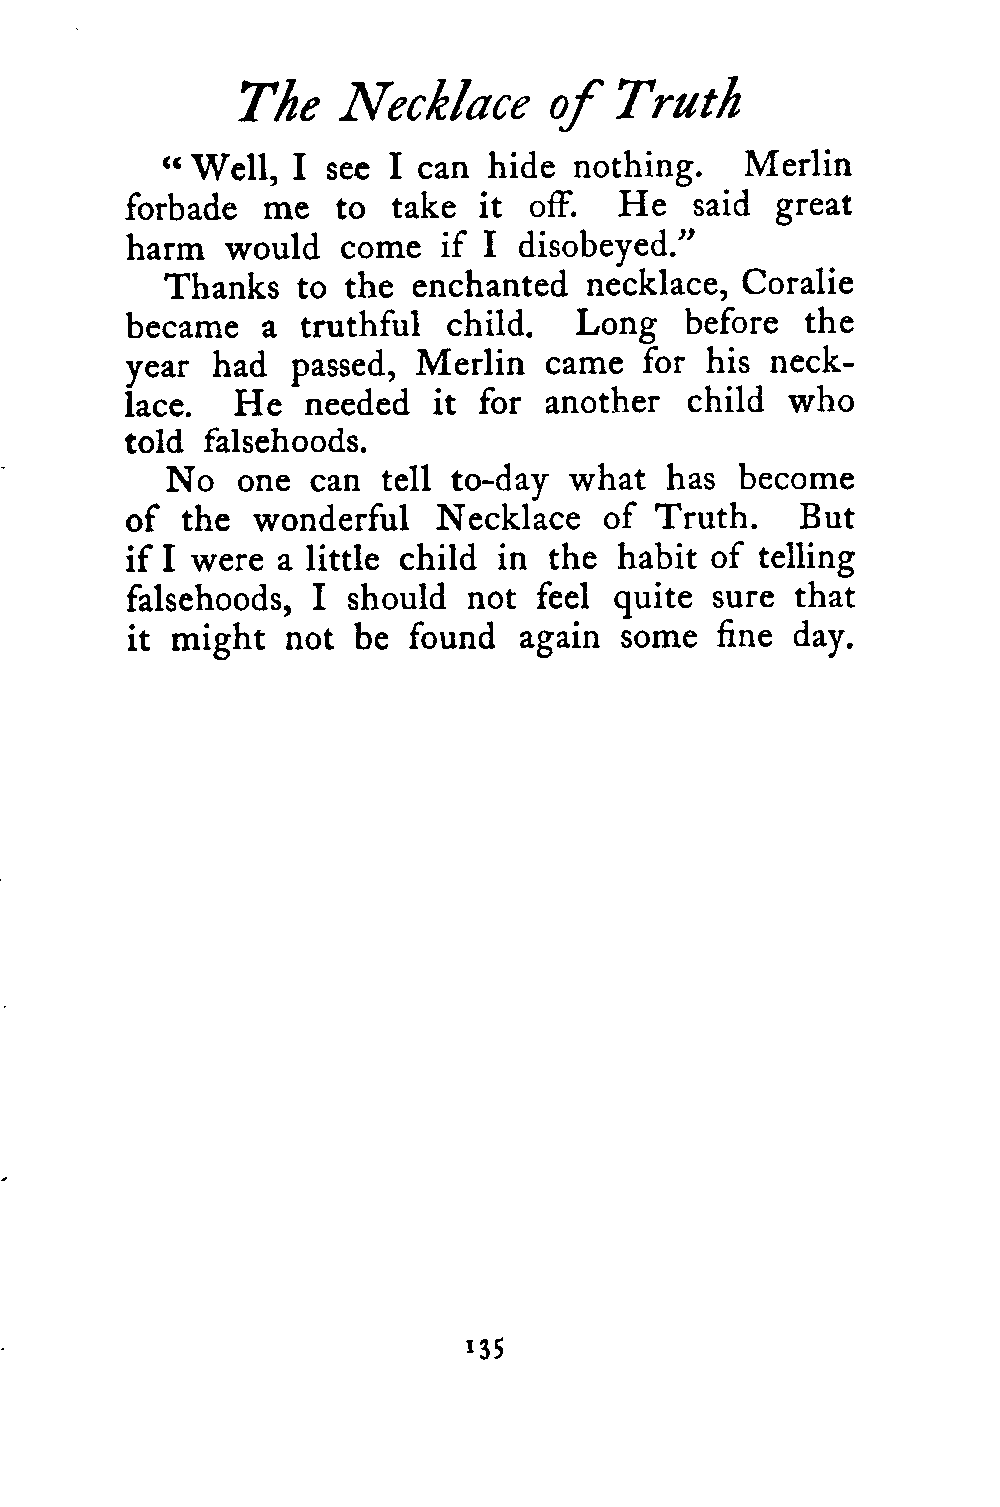 The Necklace of Truth
"Well, I see I can hide nothing. Merlin
forbade me to take it off. He said great
harm would come if I disobeyed."
Thanks to the enchanted necklace, Coralie
became a truthful child. Long before the
year had passed, Merlin came for his neck-
lace. He needed it for another child who
told falsehoods.
No one can tell to-day what has become
of the wonderful Necklace of Truth. But
if I were a little child in the habit of telling
falsehoods, I should not feel quite sure that
it might not be found again some fine day.
135